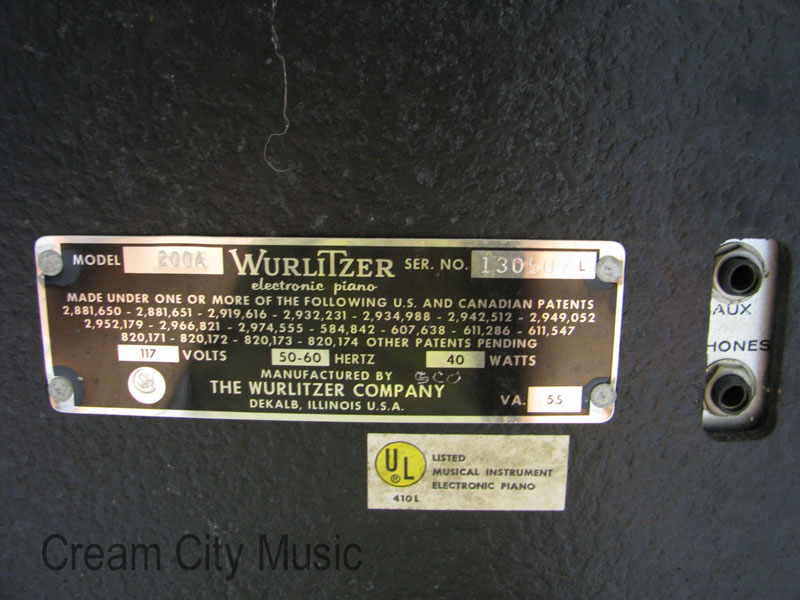 MODEL 200A WURLITZER SER. NO. L
electronic piano
MADE UNDER ONE OR MORE OF THE FOLLOWING U.S. AND CANADIAN PATENTS
2,881,650 - 2,881,651 - 2,919,616 - 2,932,231 - 2,934,988 - 2,942,512 - 2,949,052
2,952,179 - 2,966,821 - 2,974,555 - 584,842 - 607,638 - 611,286 - 611,547
820,171 - 820,172 - 820,173 - 820,174 OTHER PATENTS PENDING
117 VOLTS 50-60 HERTZ 40 WATTS
MANUFACTURED BY
THE WURLITZER COMPANY
DEKALB, ILLINOIS U.S.A. VA. 55
AUX
HONES
UL
LISTED
MUSICAL INSTRUMENT
ELECTRONIC PIANO
410L
Cream City Music